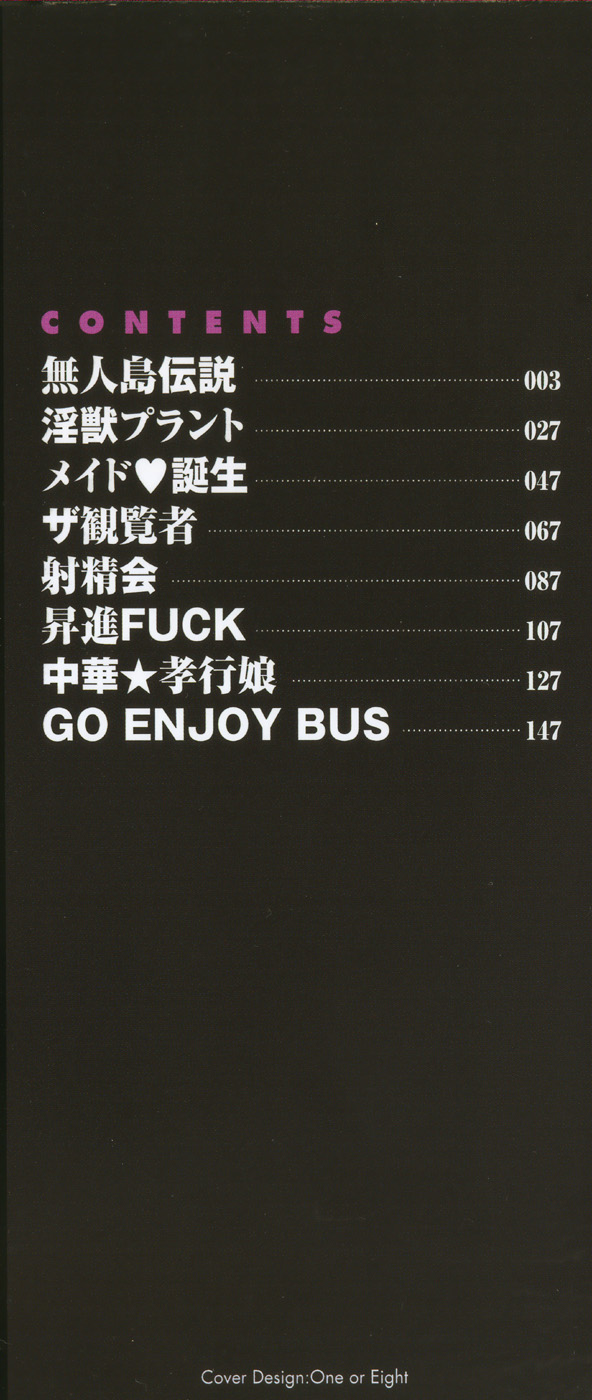 CONTENTS
無人島伝説 003
淫獣プラント 027
メイド♥誕生 047
ザ観覧者 067
射精会 087
昇進FUCK 107
中華★孝行娘 127
GO ENJOY BUS 147
Cover Design:One or Eight